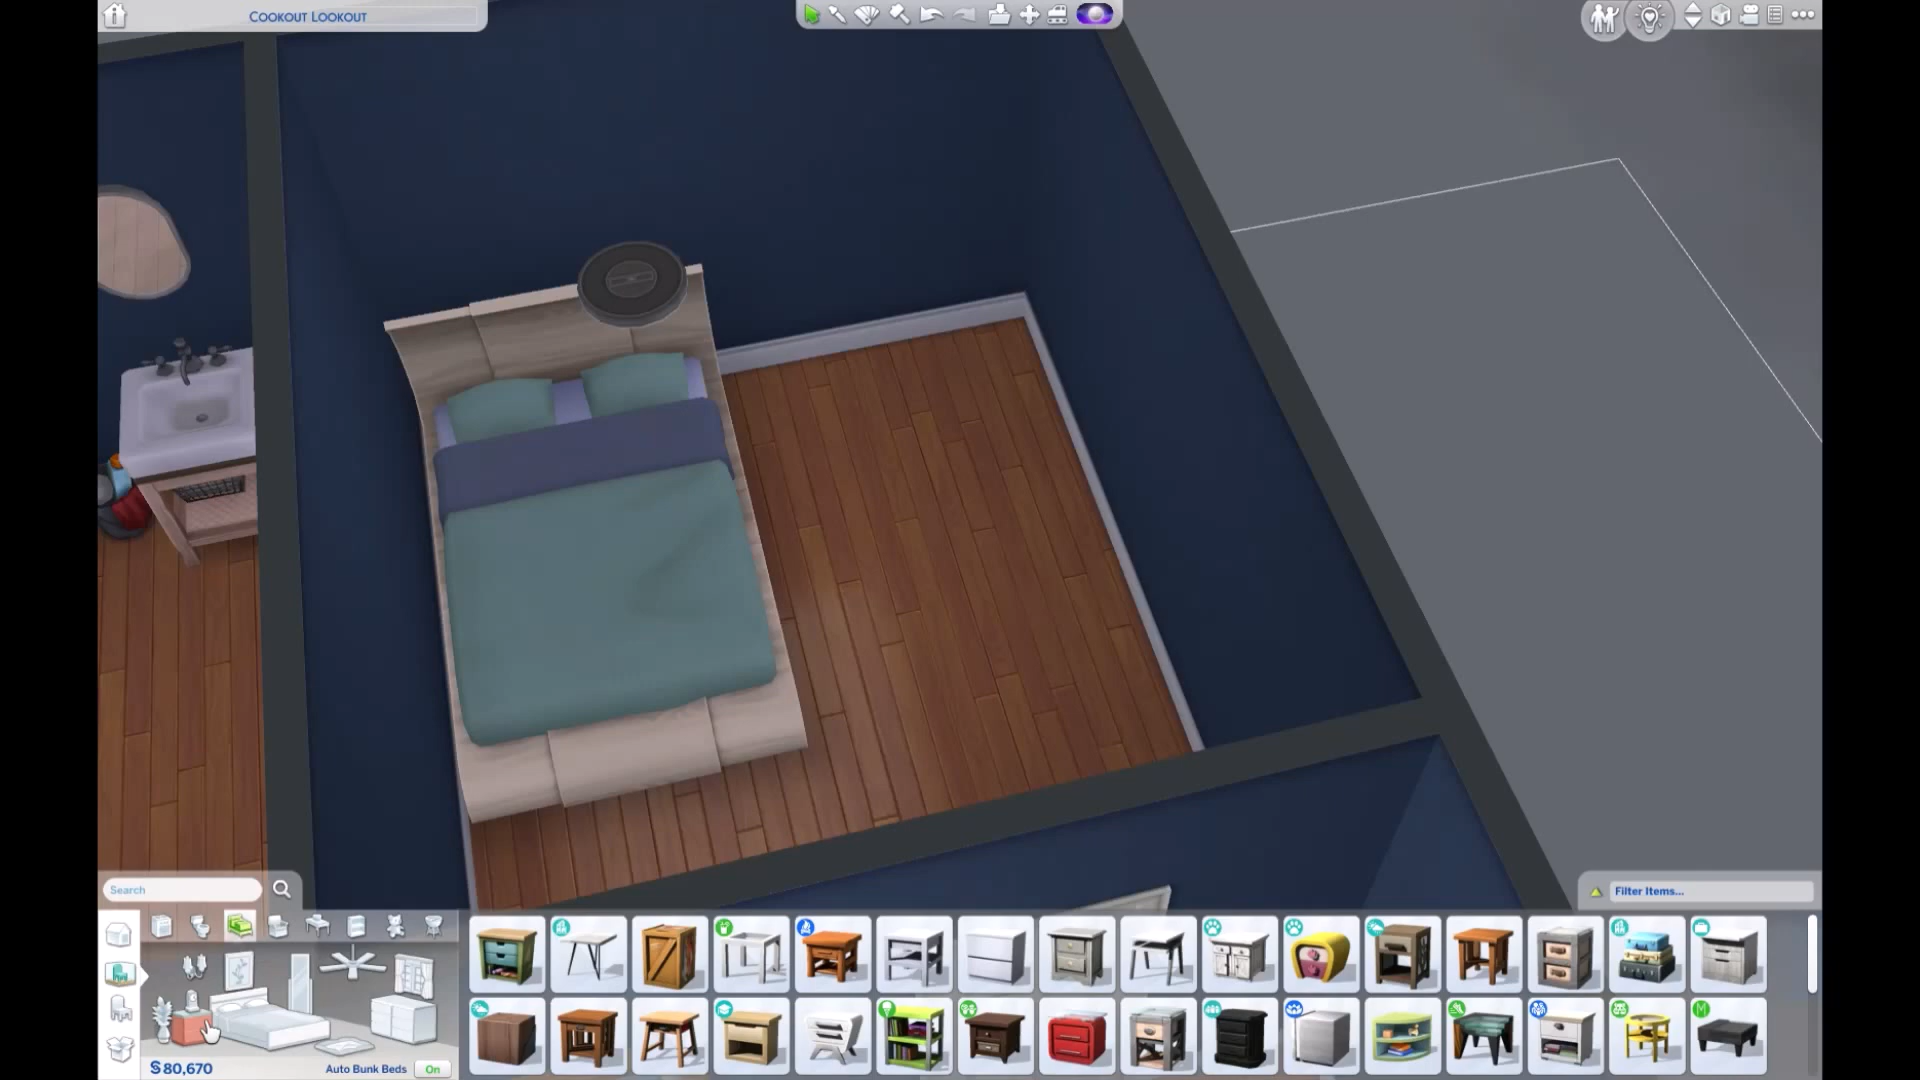 COOKOUT LOOKOUT
Search
Filter Items...
§80,670
Auto Bunk Beds On